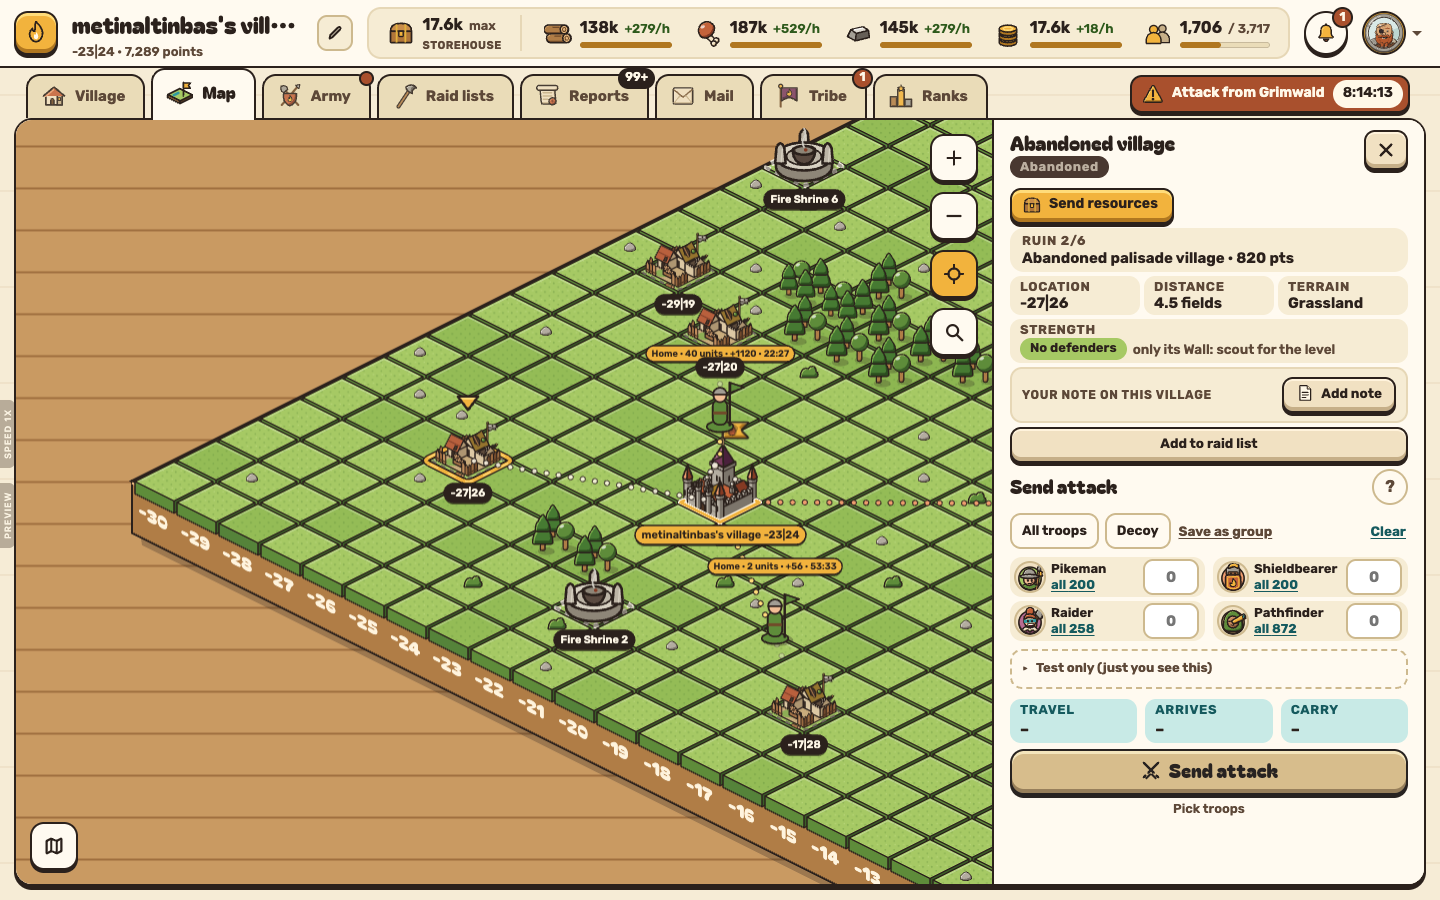 metinaltinbas's vill•••
-23|24 • 7,289 points
17.6k max
STOREHOUSE
138k +279/h
187k +529/h
145k +279/h
17.6k +18/h
1,706 / 3,717
1
Village
Map
Army
Raid lists
Reports
99+
Mail
Tribe
1
Ranks
Attack from Grimwald 8:14:13
Fire Shrine 6
-29|19
Home • 40 units • +1120 • 22:27
-27|20
-27|26
metinaltinbas's village -23|24
Home • 2 units • +56 • 53:33
Fire Shrine 2
-17|28
-30
-29
-28
-27
-26
-25
-24
-23
-22
-21
-20
-19
-18
-17
-16
-15
-14
-13
SPEED 1X
PREVIEW
Abandoned village
Abandoned
Send resources
RUIN 2/6
Abandoned palisade village • 820 pts
LOCATION
-27|26
DISTANCE
4.5 fields
TERRAIN
Grassland
STRENGTH
No defenders only its Wall: scout for the level
YOUR NOTE ON THIS VILLAGE
Add note
Add to raid list
Send attack
?
All troops
Decoy
Save as group
Clear
Pikeman
all 200
0
Shieldbearer
all 200
0
Raider
all 258
0
Pathfinder
all 872
0
Test only (just you see this)
TRAVEL
–
ARRIVES
–
CARRY
–
Send attack
Pick troops